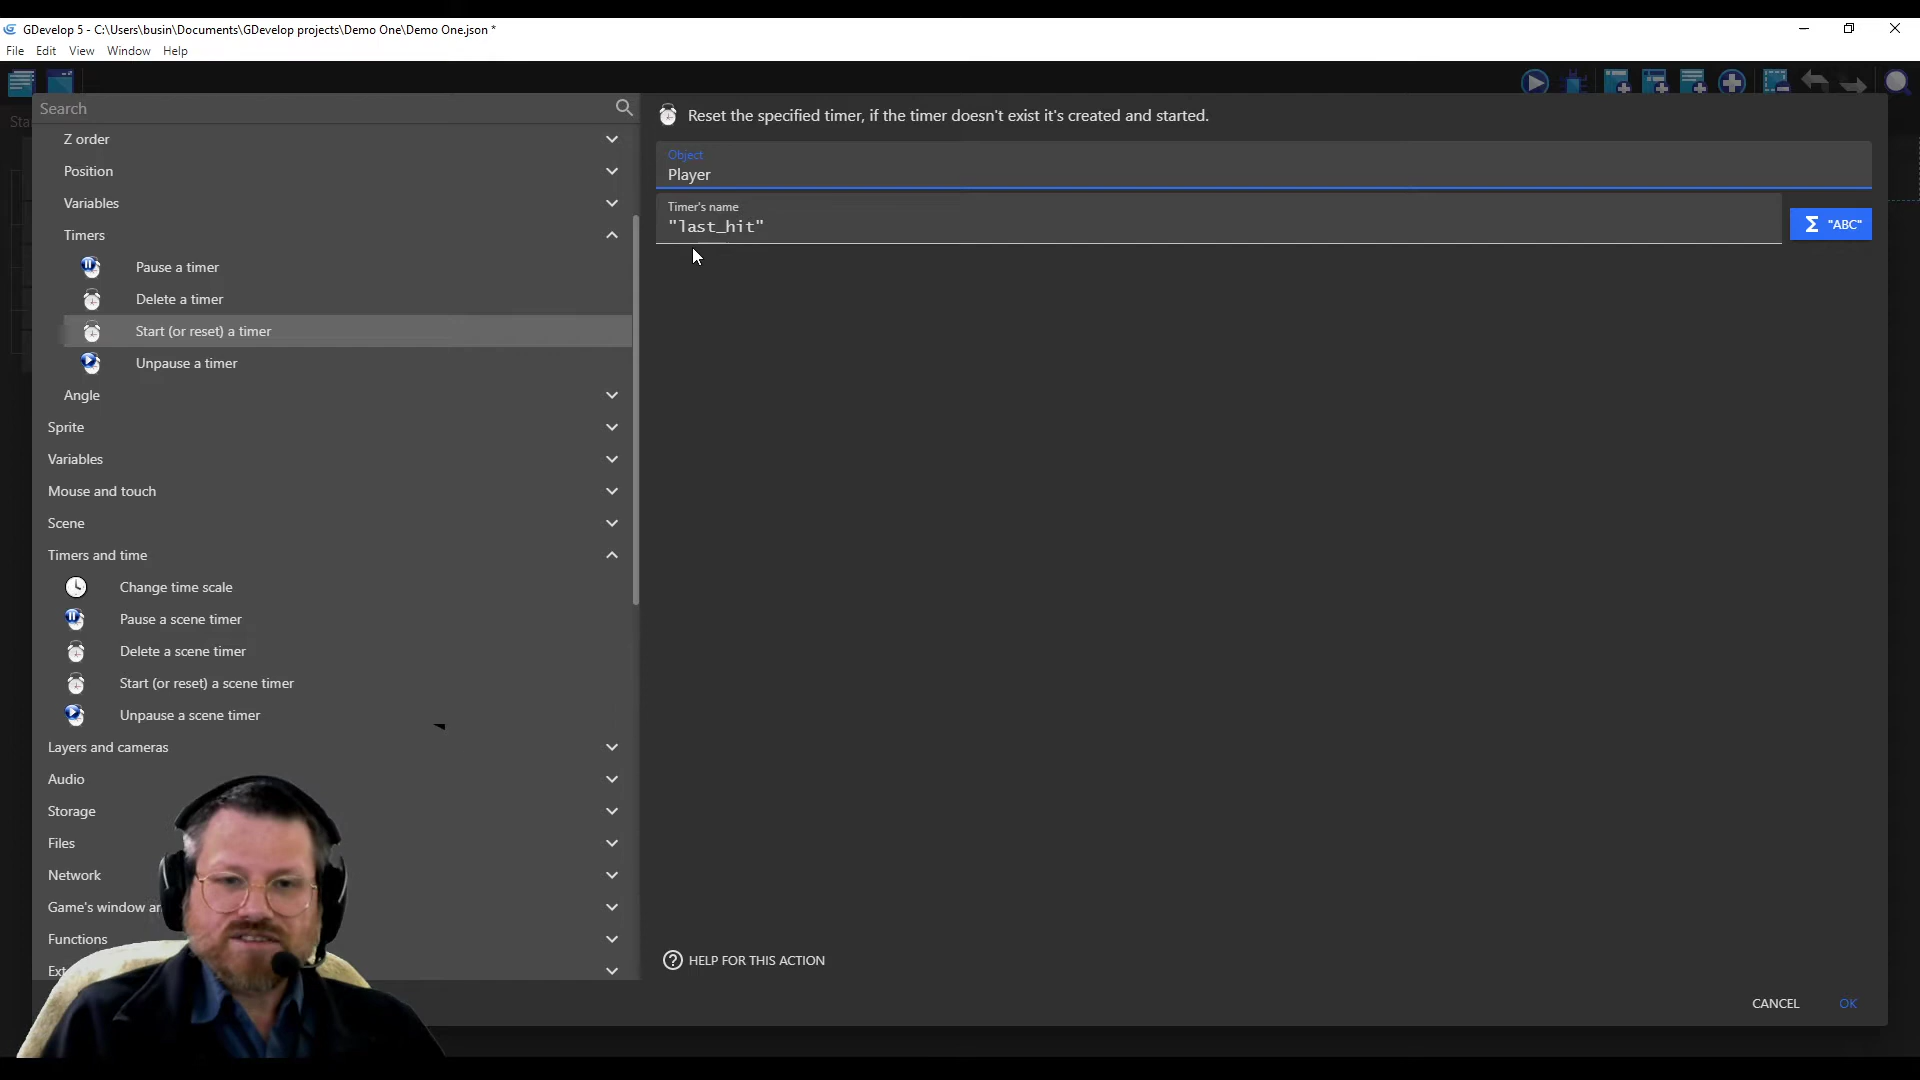 GDevelop 5 - C:\Users\busin\Documents\GDevelop projects\Demo One\Demo One.json *
File Edit View Window Help
Search
Z order
Position
Variables
Timers
Pause a timer
Delete a timer
Start (or reset) a timer
Unpause a timer
Angle
Sprite
Variables
Mouse and touch
Scene
Timers and time
Change time scale
Pause a scene timer
Delete a scene timer
Start (or reset) a scene timer
Unpause a scene timer
Layers and cameras
Audio
Storage
Files
Network
Game's window
Functions
Reset the specified timer, if the timer doesn't exist it's created and started.
Object
Player
Timer's name
"last_hit"
Σ "ABC"
HELP FOR THIS ACTION
CANCEL OK